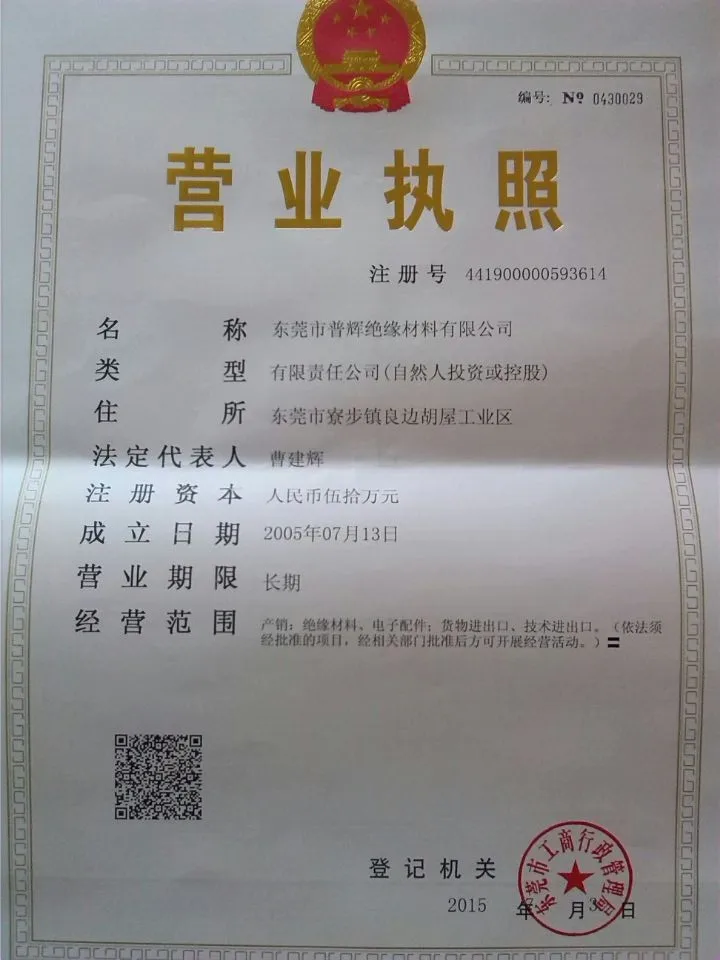 编号: № 0430029
营业执照
注册号 441900000593614
名称 东莞市普辉绝缘材料有限公司
类型 有限责任公司(自然人投资或控股)
住所 东莞市寮步镇良边胡屋工业区
法定代表人 曹建辉
注册资本 人民币伍拾万元
成立日期 2005年07月13日
营业期限 长期
经营范围 产销：绝缘材料、电子配件；货物进出口、技术进出口。（依法须
经批准的项目，经相关部门批准后方可开展经营活动。）〓
登记机关
东莞市工商行政管理局
2015 年 月 日